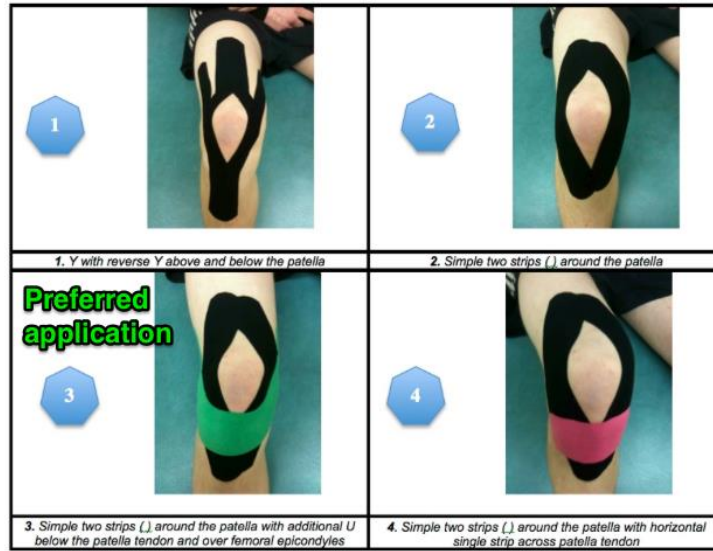 1
2
1. Y with reverse Y above and below the patella
2. Simple two strips ( ) around the patella
Preferred
application
3
4
3. Simple two strips ( ) around the patella with additional U
below the patella tendon and over femoral epicondyles
4. Simple two strips ( ) around the patella with horizontal
single strip across patella tendon